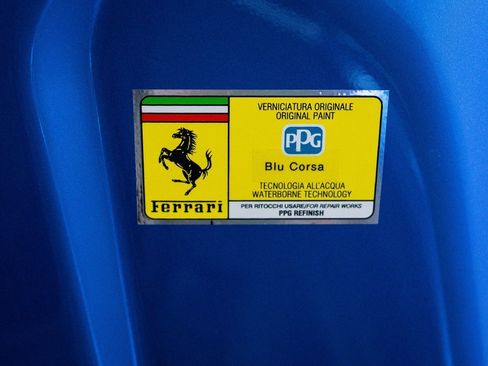 VERNICIATURA ORIGINALE
ORIGINAL PAINT
PPG
Blu Corsa
TECNOLOGIA ALL'ACQUA
WATERBORNE TECHNOLOGY
Ferrari
PER RITOCCHI USARE/FOR REPAIR WORKS
PPG REFINISH